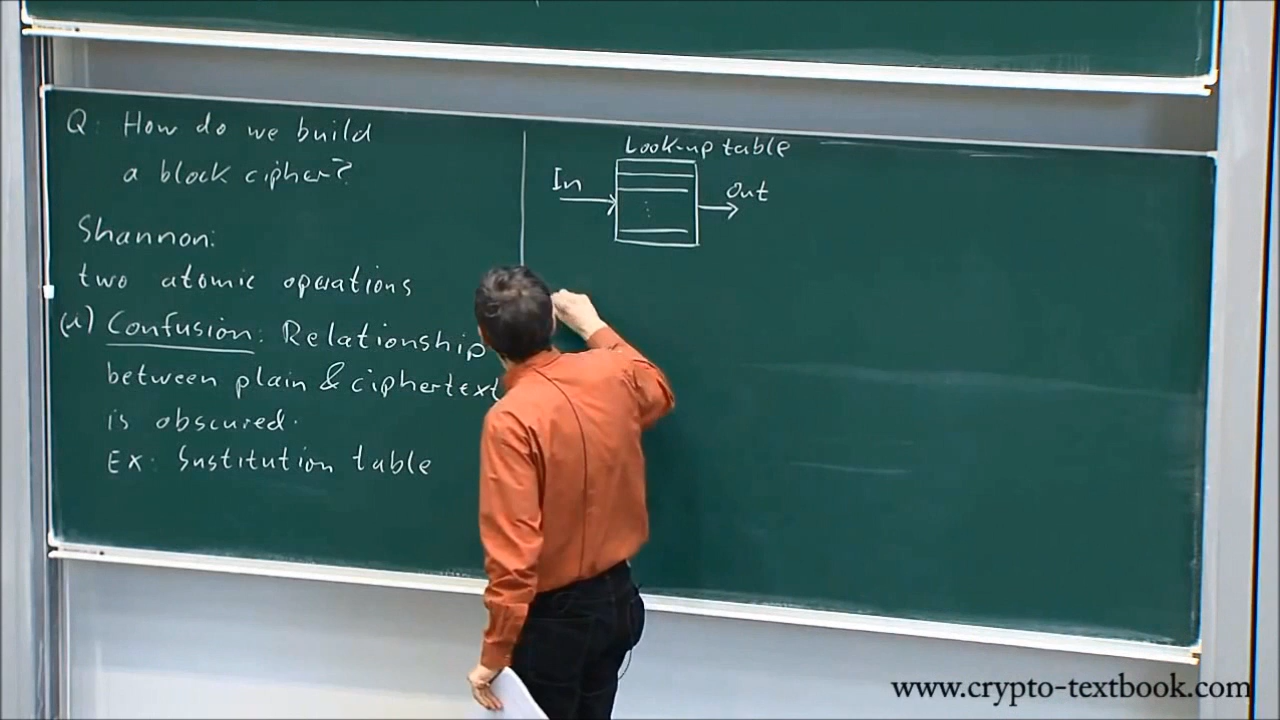 Q: How do we build
a block cipher?
Shannon:
two atomic operations
(1) Confusion: Relationship
between plain & ciphertext
is obscured.
Ex: Sustitution table
Look-up table
In
Out
www.crypto-textbook.com